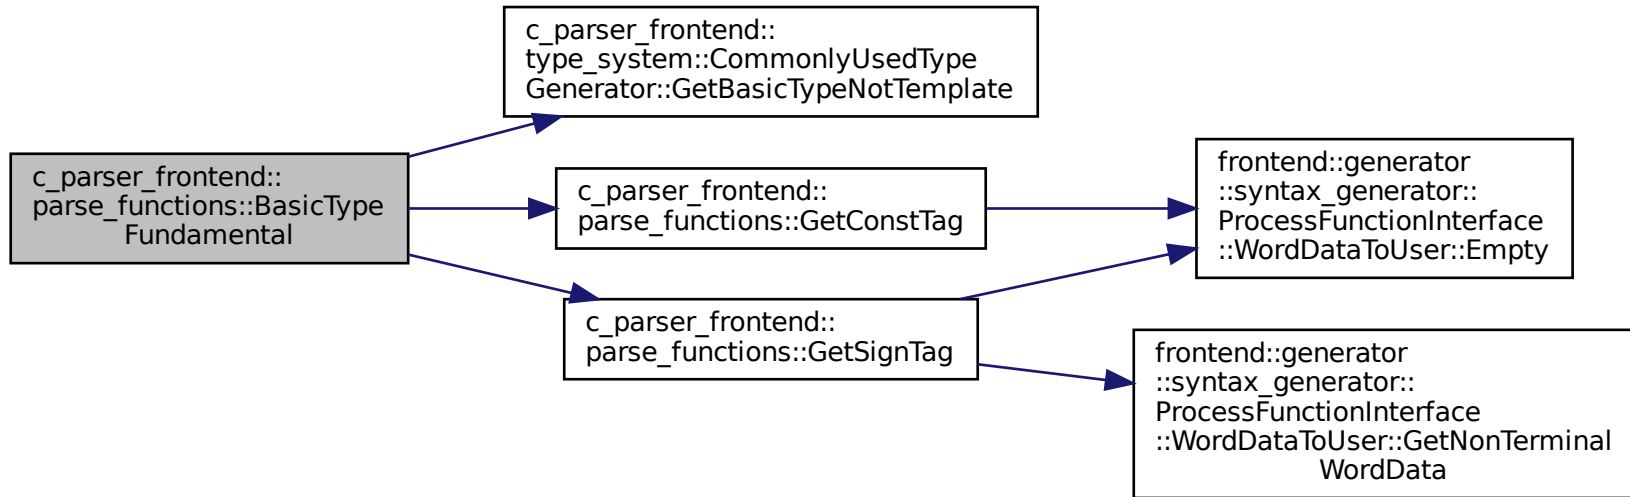 c_parser_frontend::
parse_functions::BasicType
Fundamental
c_parser_frontend::
type_system::CommonlyUsedType
Generator::GetBasicTypeNotTemplate
c_parser_frontend::
parse_functions::GetConstTag
c_parser_frontend::
parse_functions::GetSignTag
frontend::generator
::syntax_generator::
ProcessFunctionInterface
::WordDataToUser::Empty
frontend::generator
::syntax_generator::
ProcessFunctionInterface
::WordDataToUser::GetNonTerminal
WordData